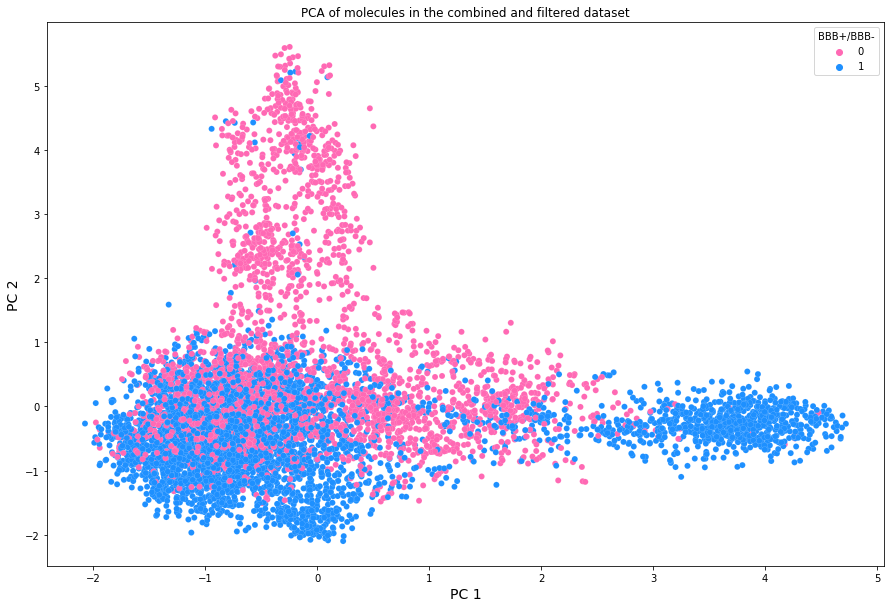 PCA of molecules in the combined and filtered dataset
BBB+/BBB-
0
1
PC 2
5
4
3
2
1
0
−1
−2
−2 −1 0 1 2 3 4 5
PC 1